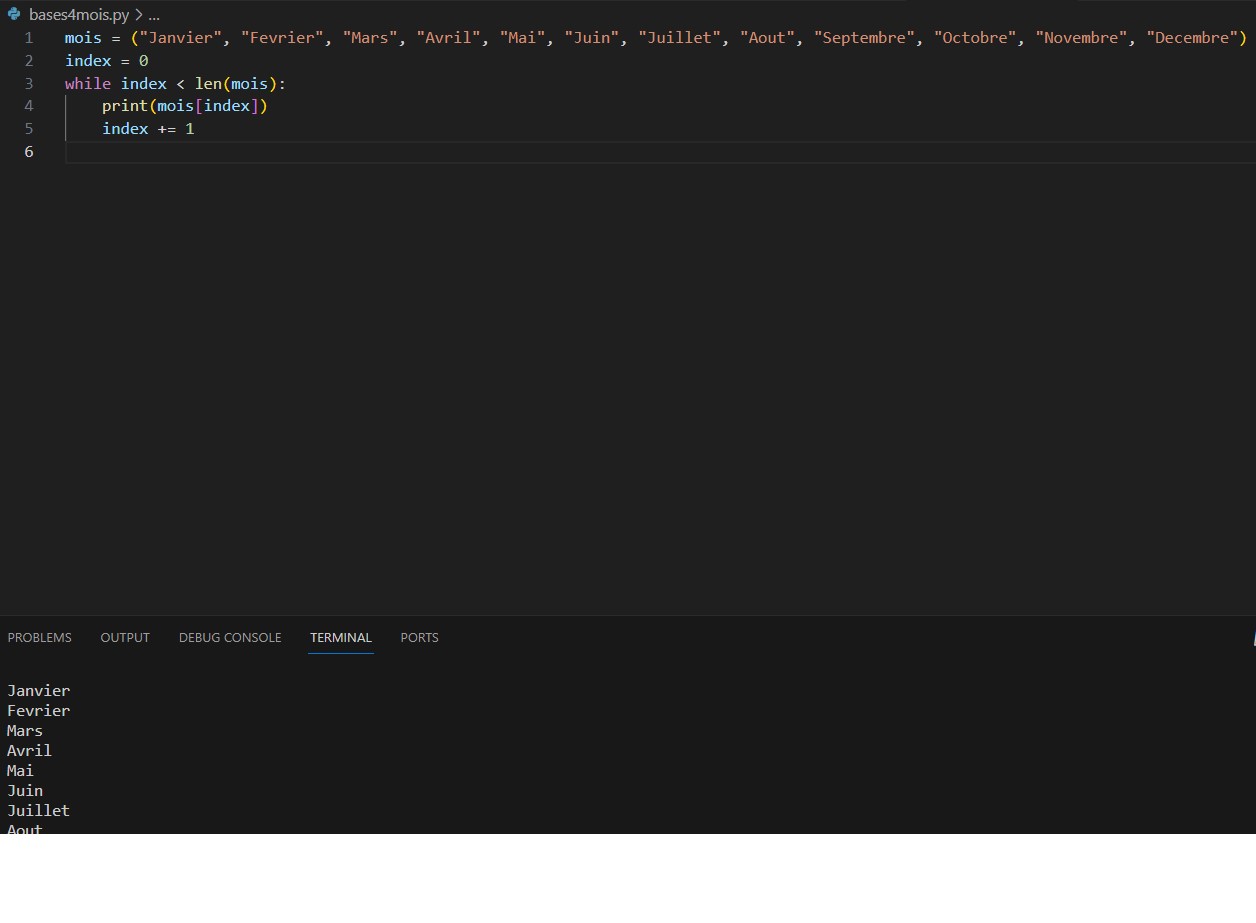 bases4mois.py > ...
1 mois = ("Janvier", "Fevrier", "Mars", "Avril", "Mai", "Juin", "Juillet", "Aout", "Septembre", "Octobre", "Novembre", "Decembre")
2 index = 0
3 while index < len(mois):
4     print(mois[index])
5     index += 1
6
PROBLEMS OUTPUT DEBUG CONSOLE TERMINAL PORTS
Janvier
Fevrier
Mars
Avril
Mai
Juin
Juillet
Aout